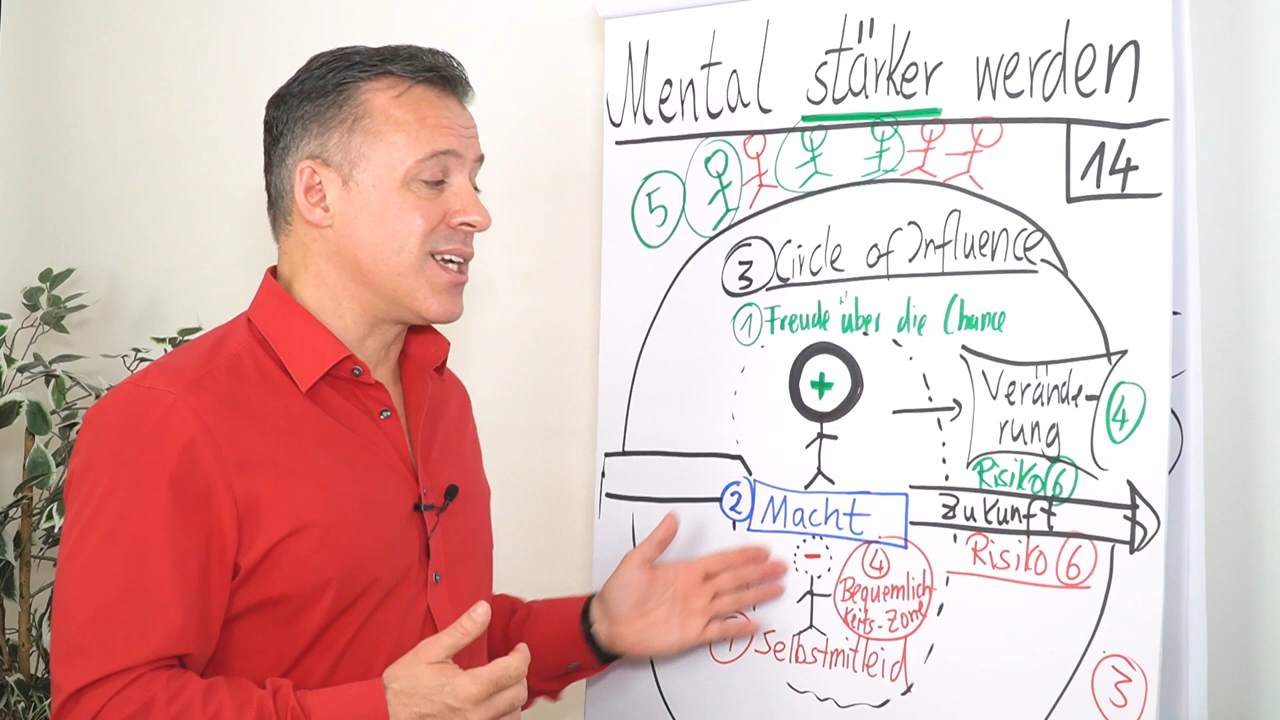 Mental stärker werden
14
5
3 Circle of Influence
1 Freude über die Chance
+
Verände-
rung
4
Risiko 6
2 Macht
Zukunft
-
4
Bequemlich-
keits-Zone
Risiko 6
1 Selbstmitleid
3